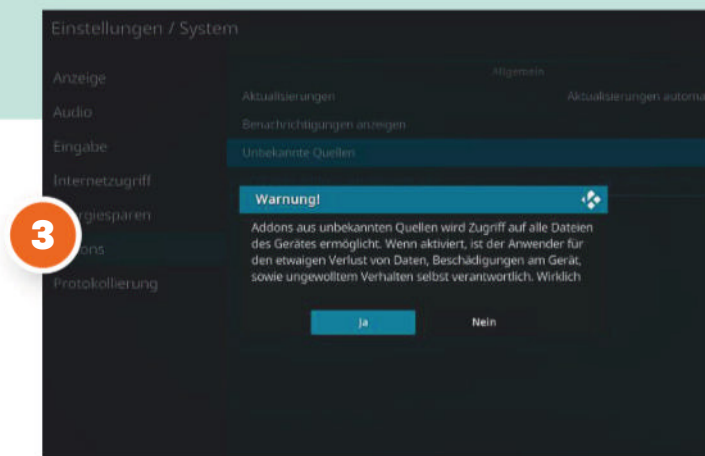 Einstellungen / System
Anzeige
Audio
Eingabe
Internetzugriff
rgiesparen
ons
Protokollierung
3
Allgemein
Aktualisierungen
Aktualisierungen automa
Benachrichtigungen anzeigen
Unbekannte Quellen
Warnung!
Addons aus unbekannten Quellen wird Zugriff auf alle Dateien
des Gerätes ermöglicht. Wenn aktiviert, ist der Anwender für
den etwaigen Verlust von Daten, Beschädigungen am Gerät,
sowie ungewolltem Verhalten selbst verantwortlich. Wirklich
Ja
Nein